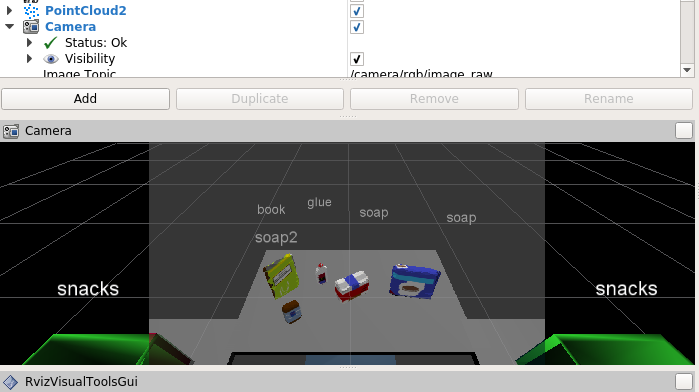 PointCloud2
Camera
Status: Ok
Visibility
Image Topic /camera/rgb/image_raw
Add Duplicate Remove Rename
Camera
book glue soap soap
soap2
snacks snacks
RvizVisualToolsGui